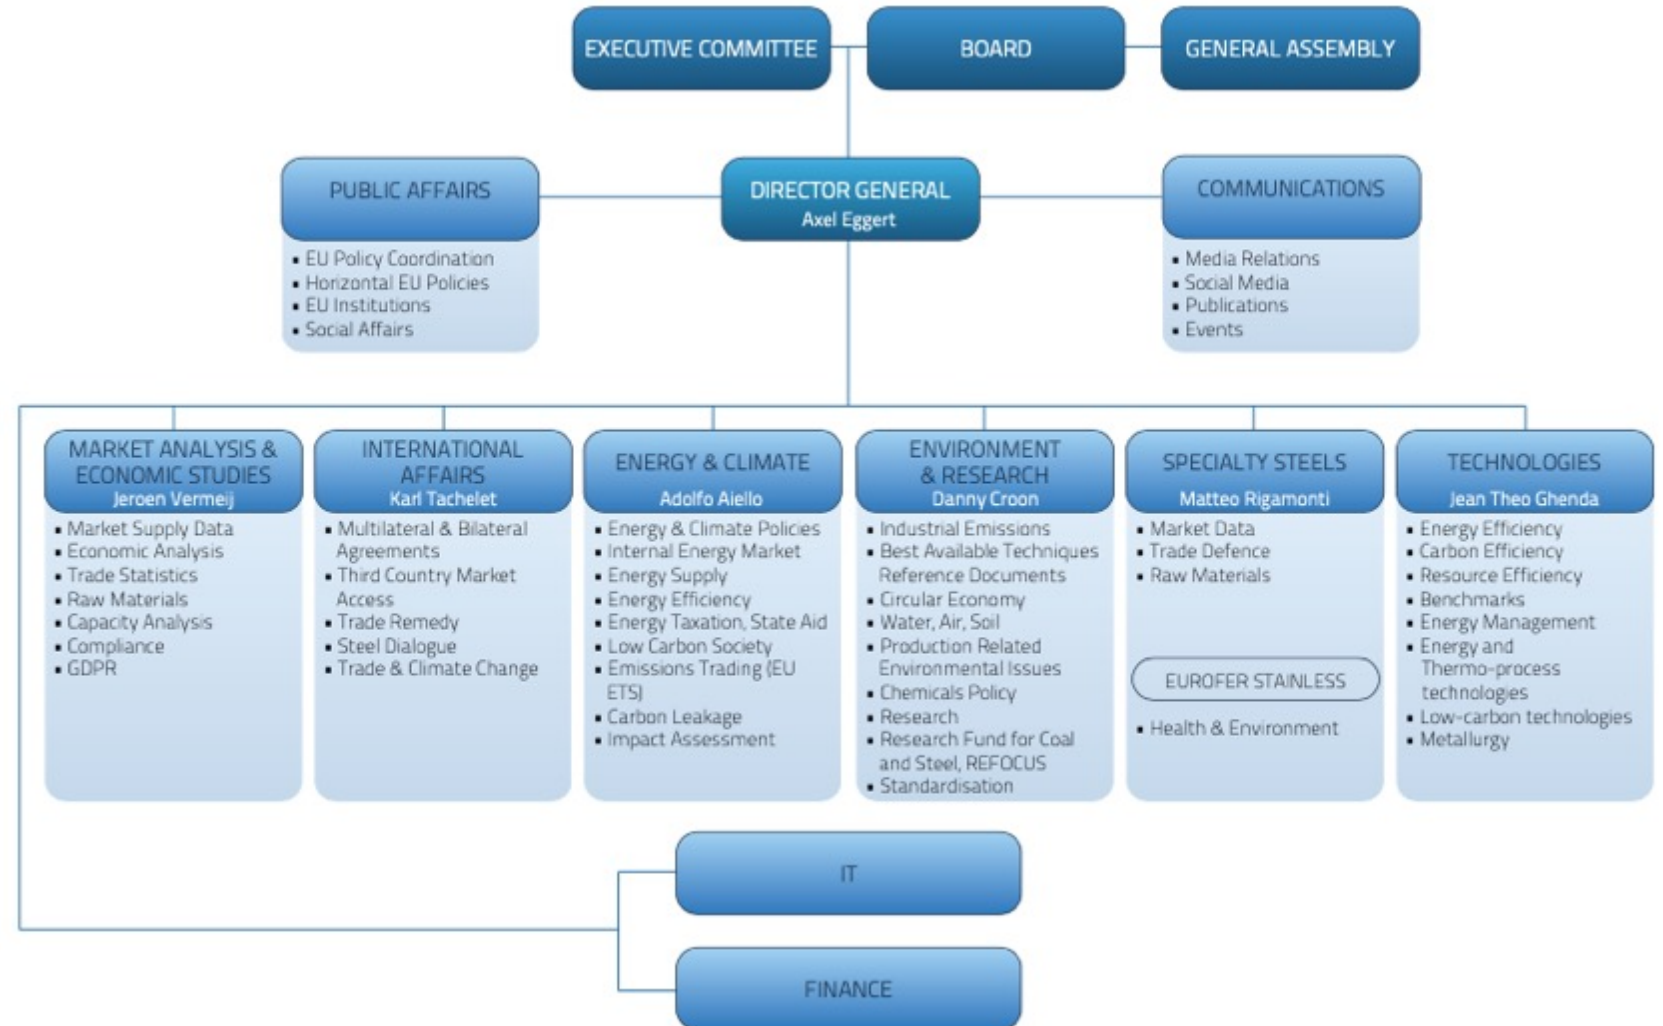 EXECUTIVE COMMITTEE
BOARD
GENERAL ASSEMBLY
PUBLIC AFFAIRS
▪ EU Policy Coordination
▪ Horizontal EU Policies
▪ EU Institutions
▪ Social Affairs
DIRECTOR GENERAL
Axel Eggert
COMMUNICATIONS
▪ Media Relations
▪ Social Media
▪ Publications
▪ Events
MARKET ANALYSIS &
ECONOMIC STUDIES
Jeroen Vermeij
▪ Market Supply Data
▪ Economic Analysis
▪ Trade Statistics
▪ Raw Materials
▪ Capacity Analysis
▪ Compliance
▪ GDPR
INTERNATIONAL
AFFAIRS
Karl Tachelet
▪ Multilateral & Bilateral
Agreements
▪ Third Country Market
Access
▪ Trade Remedy
▪ Steel Dialogue
▪ Trade & Climate Change
ENERGY & CLIMATE
Adolfo Aiello
▪ Energy & Climate Policies
▪ Internal Energy Market
▪ Energy Supply
▪ Energy Efficiency
▪ Energy Taxation, State Aid
▪ Low Carbon Society
▪ Emissions Trading (EU
ETS)
▪ Carbon Leakage
▪ Impact Assessment
ENVIRONMENT
& RESEARCH
Danny Croon
▪ Industrial Emissions
▪ Best Available Techniques
Reference Documents
▪ Circular Economy
▪ Water, Air, Soil
▪ Production Related
Environmental Issues
▪ Chemicals Policy
▪ Research
▪ Research Fund for Coal
and Steel, REFOCUS
▪ Standardisation
SPECIALTY STEELS
Matteo Rigamonti
▪ Market Data
▪ Trade Defence
▪ Raw Materials
EUROFER STAINLESS
▪ Health & Environment
TECHNOLOGIES
Jean Theo Ghenda
▪ Energy Efficiency
▪ Carbon Efficiency
▪ Resource Efficiency
▪ Benchmarks
▪ Energy Management
▪ Energy and
Thermo-process
technologies
▪ Low-carbon technologies
▪ Metallurgy
IT
FINANCE